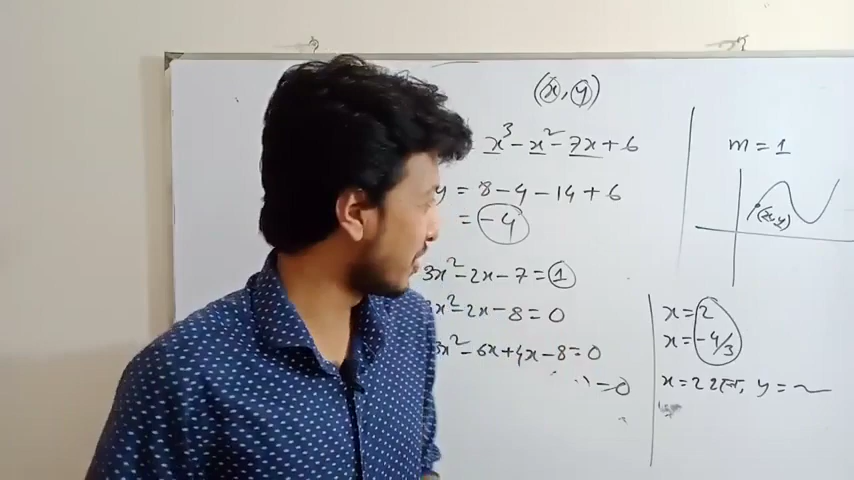 (x, y)
x³ - x² - 7x + 6
y = 8 - 4 - 14 + 6
= -4
3x² - 2x - 7 = 1
x² - 2x - 8 = 0
3x² - 6x + 4x - 8 = 0
= 0
m = 1
(x, y)
x = 2
x = -4/3
x = 2 হলে, y =